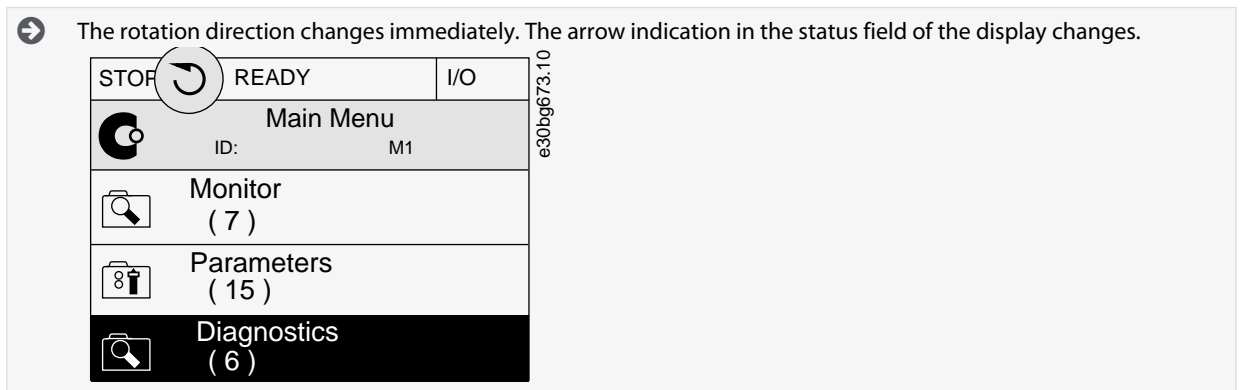 The rotation direction changes immediately. The arrow indication in the status field of the display changes.
STOP READY I/O
Main Menu
ID: M1
Monitor
( 7 )
Parameters
( 15 )
Diagnostics
( 6 )
e30bg673.10